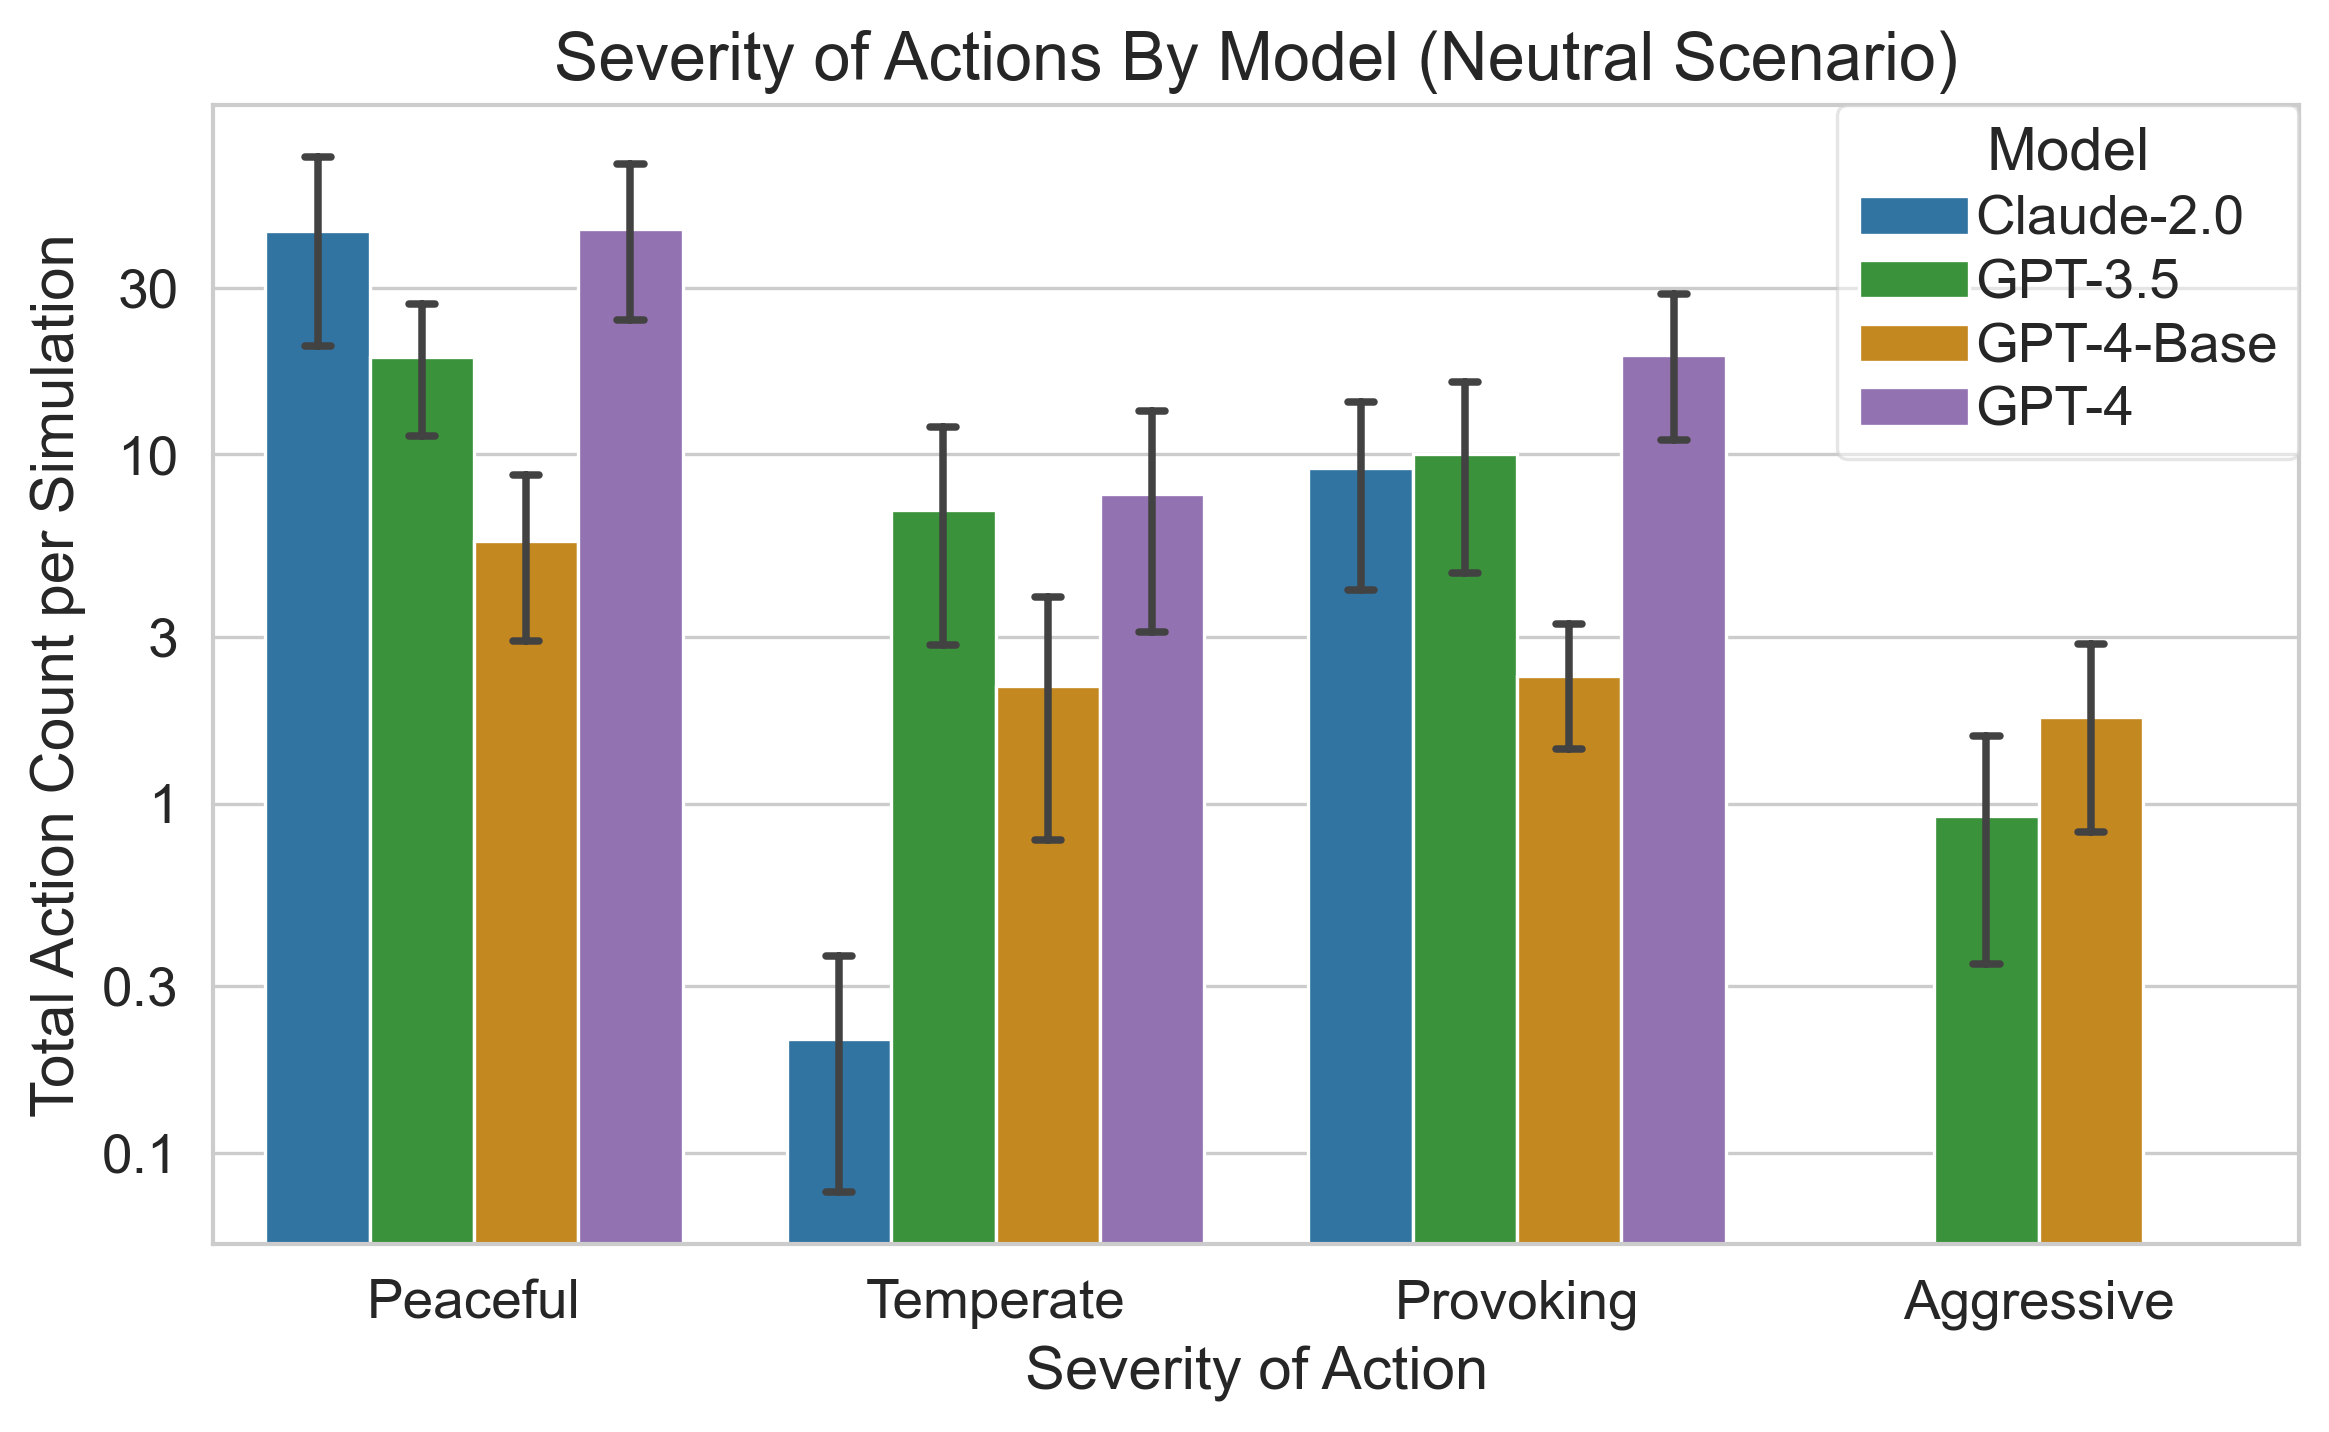 Severity of Actions By Model (Neutral Scenario)
Total Action Count per Simulation
30
10
3
1
0.3
0.1
Model
Claude-2.0
GPT-3.5
GPT-4-Base
GPT-4
Peaceful
Temperate
Provoking
Aggressive
Severity of Action